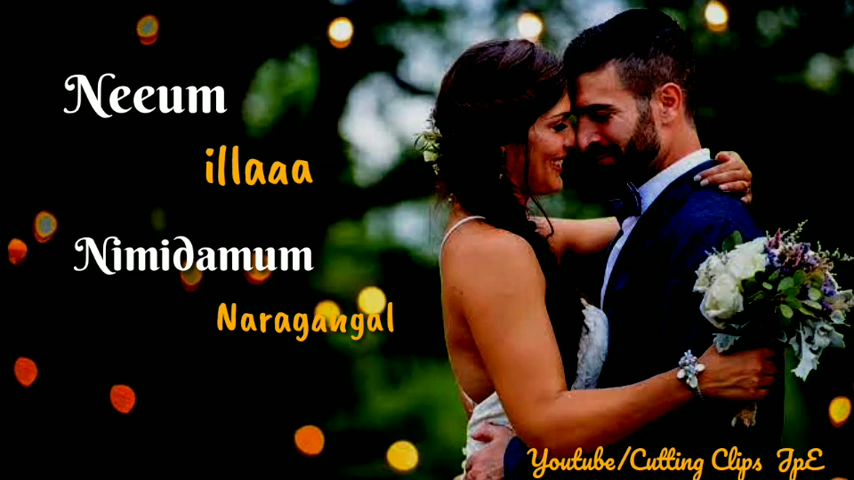 Neeum
illaaa
Nimidamum
Naragangal
Youtube/Cutting Clips JpE